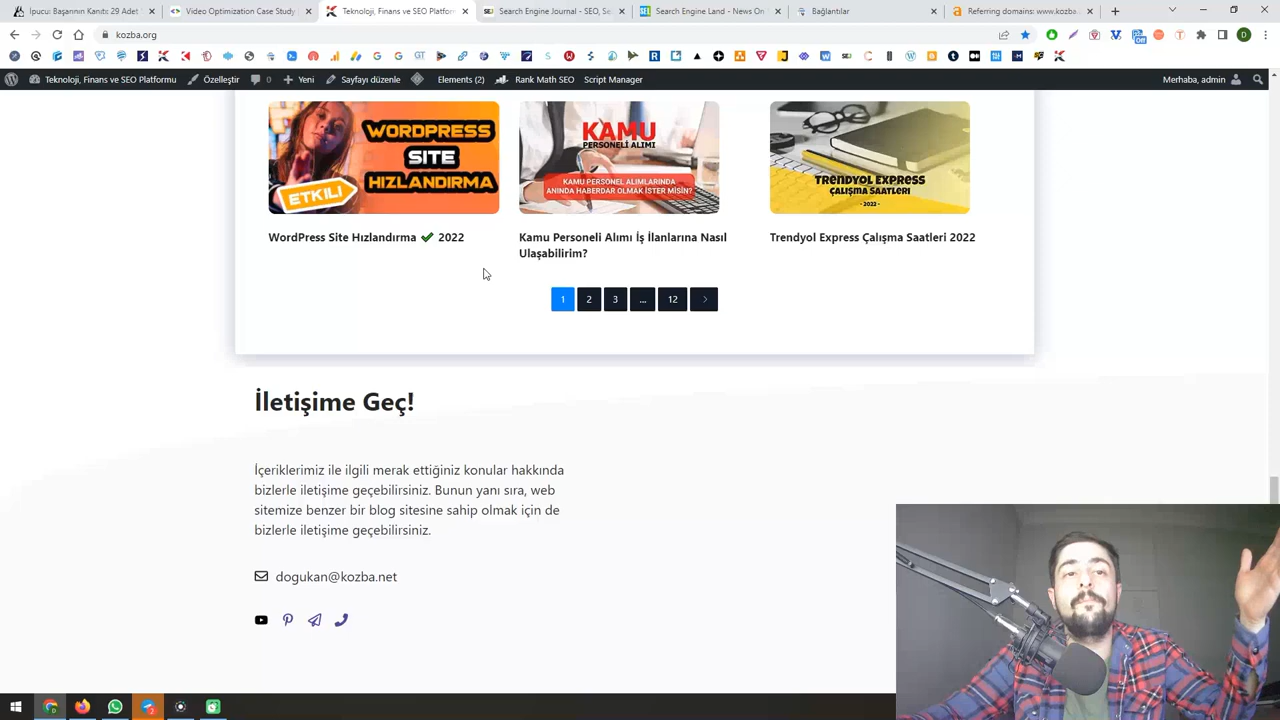 İpucu: Başarının Kanıtı: 29 Adet
Video Optimization Case Study
Teknoloji, Finans ve SEO Platfor
Search Engine Journal - SEO, Se
Search Engine Land - News On
Bağlantılar
Referring domains: www.kozba
kozba.org
Teknoloji, Finans ve SEO Platformu
Özelleştir
0
Yeni
Sayfayı düzenle
Elements (2)
Rank Math SEO
Script Manager
Merhaba, admin
WORDPRESS
SITE
HIZLANDIRMA
ETKILI
KAMU
PERSONELİ ALIMI
KAMU PERSONEL ALIMLARINDA
ANINDA HABERDAR OLMAK İSTER MİSİN?
TRENDYOL EXPRESS
ÇALIŞMA SAATLERİ
- 2022 -
WordPress Site Hızlandırma ✔ 2022
Kamu Personeli Alımı İş İlanlarına Nasıl
Ulaşabilirim?
Trendyol Express Çalışma Saatleri 2022
1 2 3 ... 12
İletişime Geç!
İçeriklerimiz ile ilgili merak ettiğiniz konular hakkında
bizlerle iletişime geçebilirsiniz. Bunun yanı sıra, web
sitemize benzer bir blog sitesine sahip olmak için de
bizlerle iletişime geçebilirsiniz.
dogukan@kozba.net